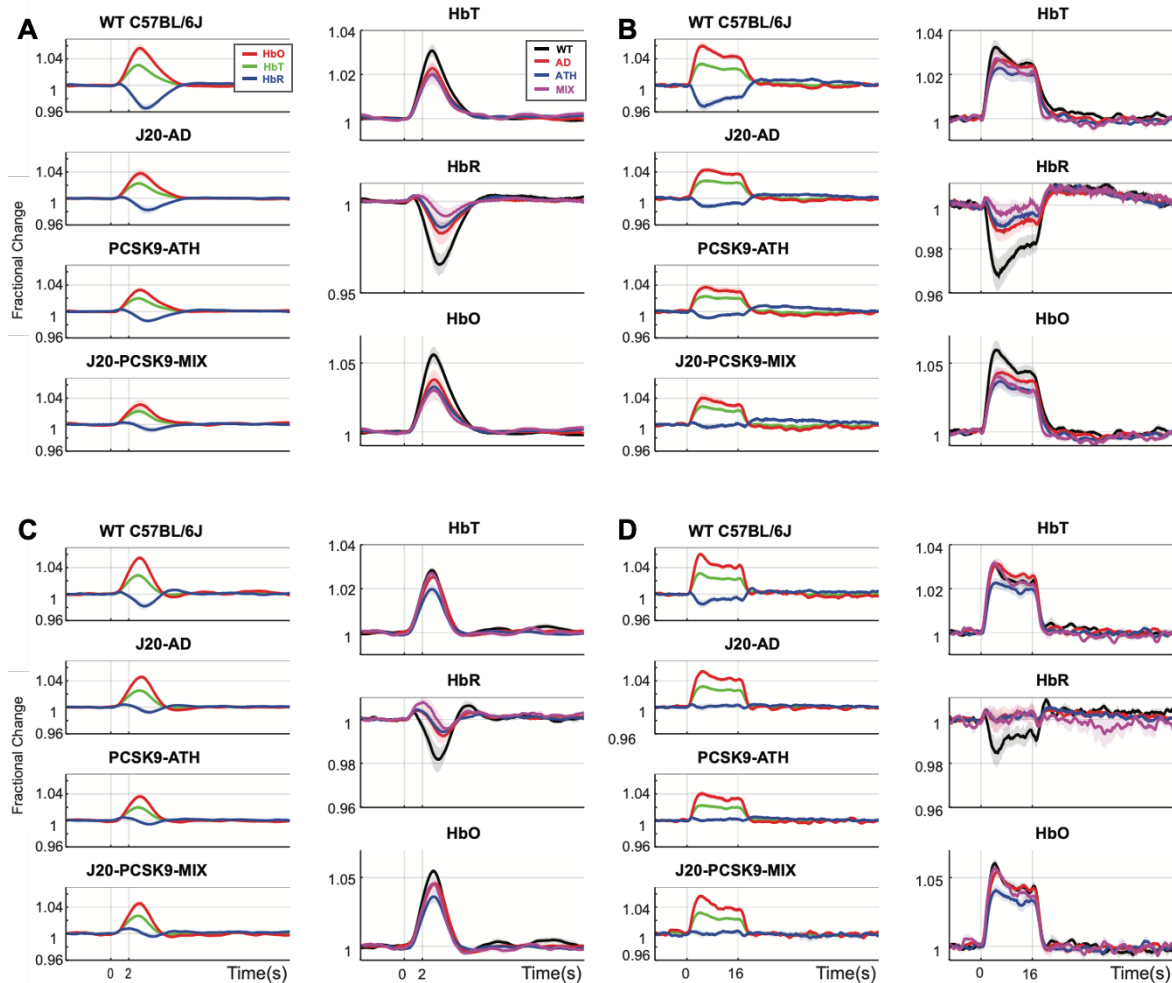 A
WT C57BL/6J
1.04
1
0.96
HbO
HbT
HbR
J20-AD
1.04
1
0.96
PCSK9-ATH
1.04
1
0.96
J20-PCSK9-MIX
1.04
1
0.96
0 2
Fractional Change
HbT
1.04
1.02
1
WT
AD
ATH
MIX
HbR
1
0.95
HbO
1.05
1
0 2
B
WT C57BL/6J
1.04
1
0.96
J20-AD
1.04
1
0.96
PCSK9-ATH
1.04
1
0.96
J20-PCSK9-MIX
1.04
1
0.96
0 16
HbT
1.04
1.02
1
HbR
1
0.98
0.96
HbO
1.05
1
0 16
C
WT C57BL/6J
1.04
1
0.96
J20-AD
1.04
1
0.96
PCSK9-ATH
1.04
1
0.96
J20-PCSK9-MIX
1.04
1
0.96
0 2 Time(s)
Fractional Change
HbT
1.04
1.02
1
HbR
1
0.98
0.96
HbO
1.05
1
0 2 Time(s)
D
WT C57BL/6J
1.04
1
0.96
J20-AD
1.04
1
0.96
PCSK9-ATH
1.04
1
0.96
J20-PCSK9-MIX
1.04
1
0.96
0 16 Time(s)
HbT
1.04
1.02
1
HbR
1
0.98
0.96
HbO
1.05
1
0 16 Time(s)